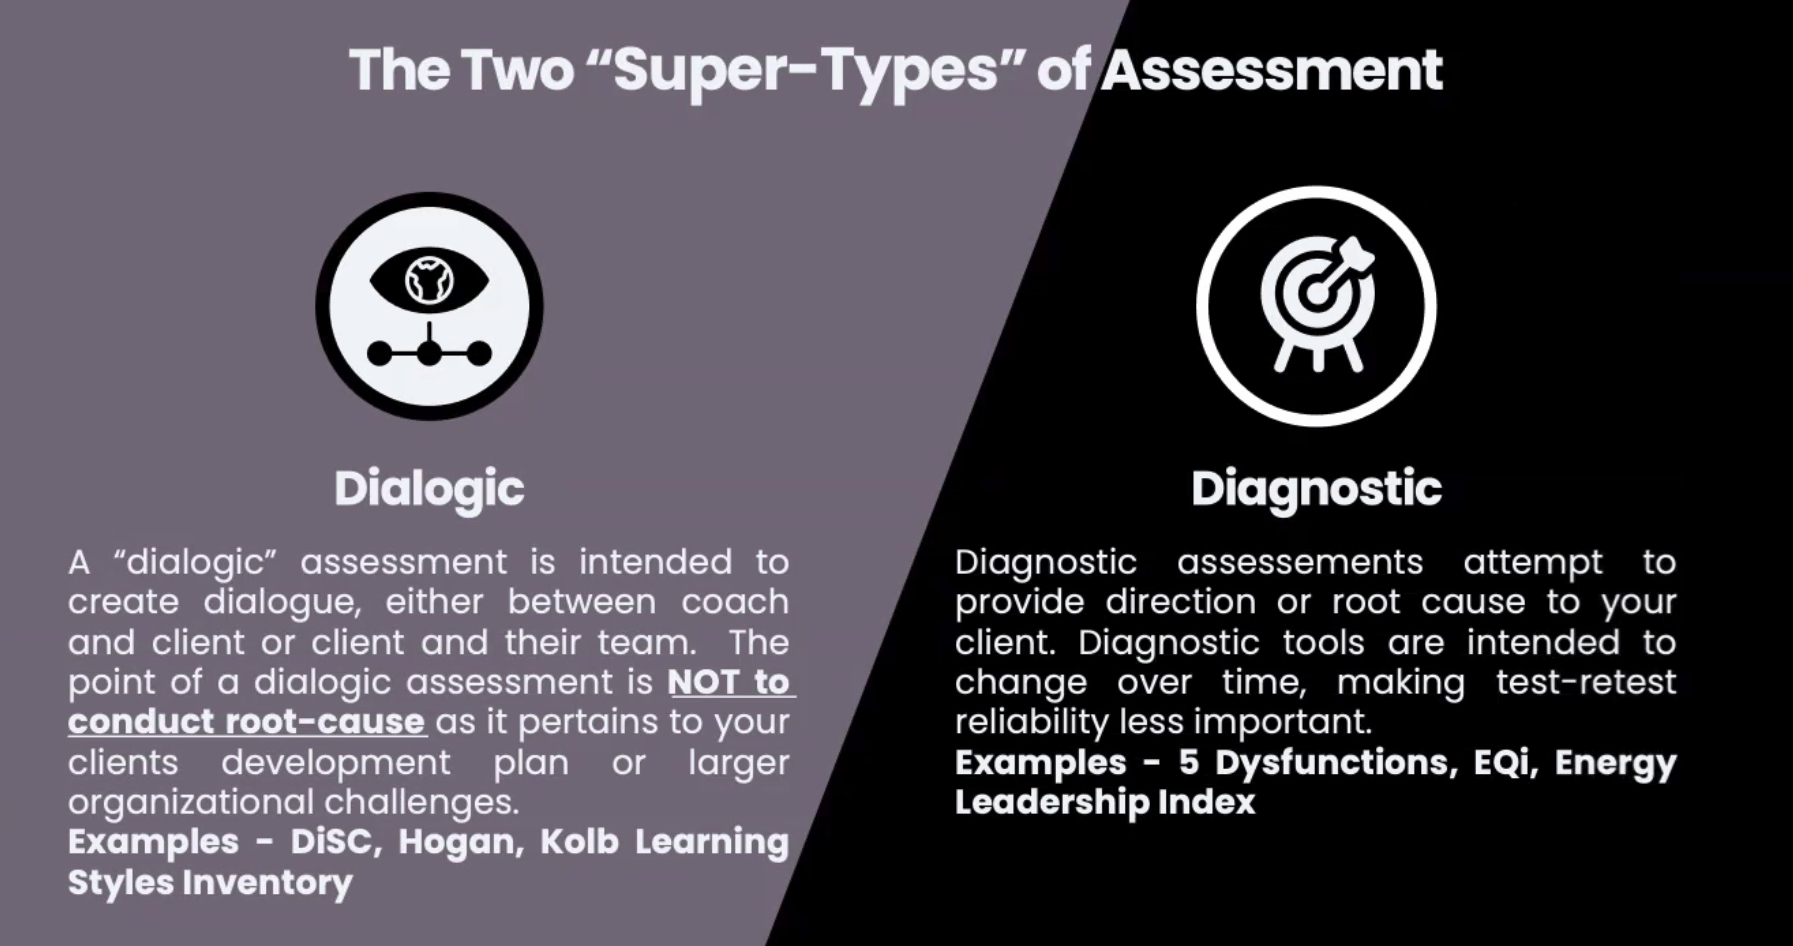 The Two “Super-Types” of Assessment
Dialogic
A “dialogic” assessment is intended to
create dialogue, either between coach
and client or client and their team. The
point of a dialogic assessment is NOT to
conduct root-cause as it pertains to your
clients development plan or larger
organizational challenges.
Examples - DiSC, Hogan, Kolb Learning
Styles Inventory
Diagnostic
Diagnostic assessements attempt to
provide direction or root cause to your
client. Diagnostic tools are intended to
change over time, making test-retest
reliability less important.
Examples - 5 Dysfunctions, EQi, Energy
Leadership Index